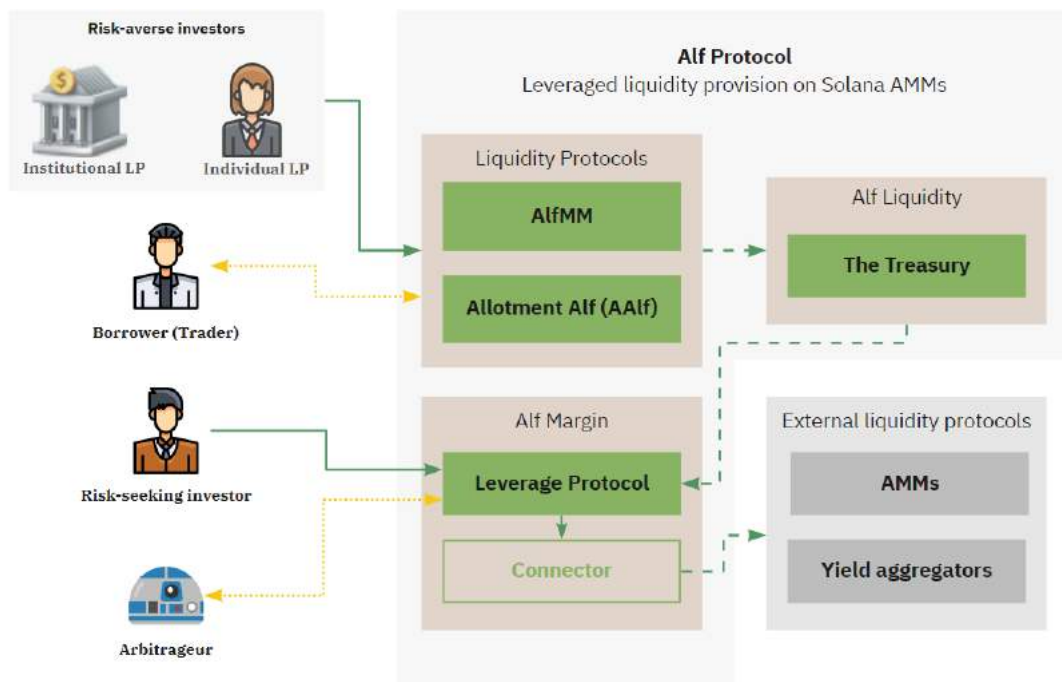 Risk-averse investors
Institutional LP
Individual LP
Alf Protocol
Leveraged liquidity provision on Solana AMMs
Liquidity Protocols
AlfMM
Allotment Alf (AAlf)
Alf Liquidity
The Treasury
Borrower (Trader)
Risk-seeking investor
Arbitrageur
Alf Margin
Leverage Protocol
Connector
External liquidity protocols
AMMs
Yield aggregators